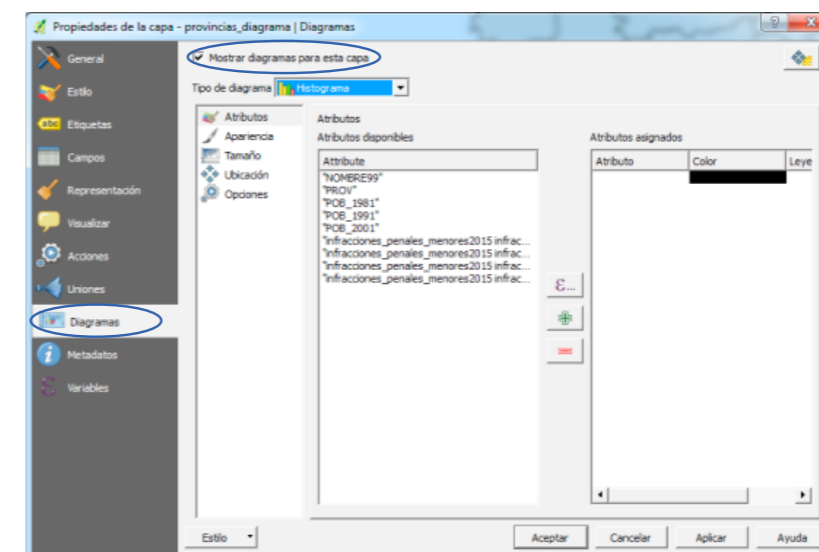 Propiedades de la capa - provincias_diagrama | Diagramas
General
Estilo
abc Etiquetas
Campos
Representación
Visualizar
Acciones
Uniones
Diagramas
Metadatos
Variables
Mostrar diagramas para esta capa
Tipo de diagrama Histograma
Atributos
Apariencia
Tamaño
Ubicación
Opciones
Atributos
Atributos disponibles
Attribute
"NOMBRE99"
"PROV"
"POB_1981"
"POB_1991"
"POB_2001"
"infracciones_penales_menores2015 infrac...
"infracciones_penales_menores2015 infrac...
"infracciones_penales_menores2015 infrac...
"infracciones_penales_menores2015 infrac...
ε...
Atributos asignados
Atributo Color Leye
Estilo
Aceptar Cancelar Aplicar Ayuda